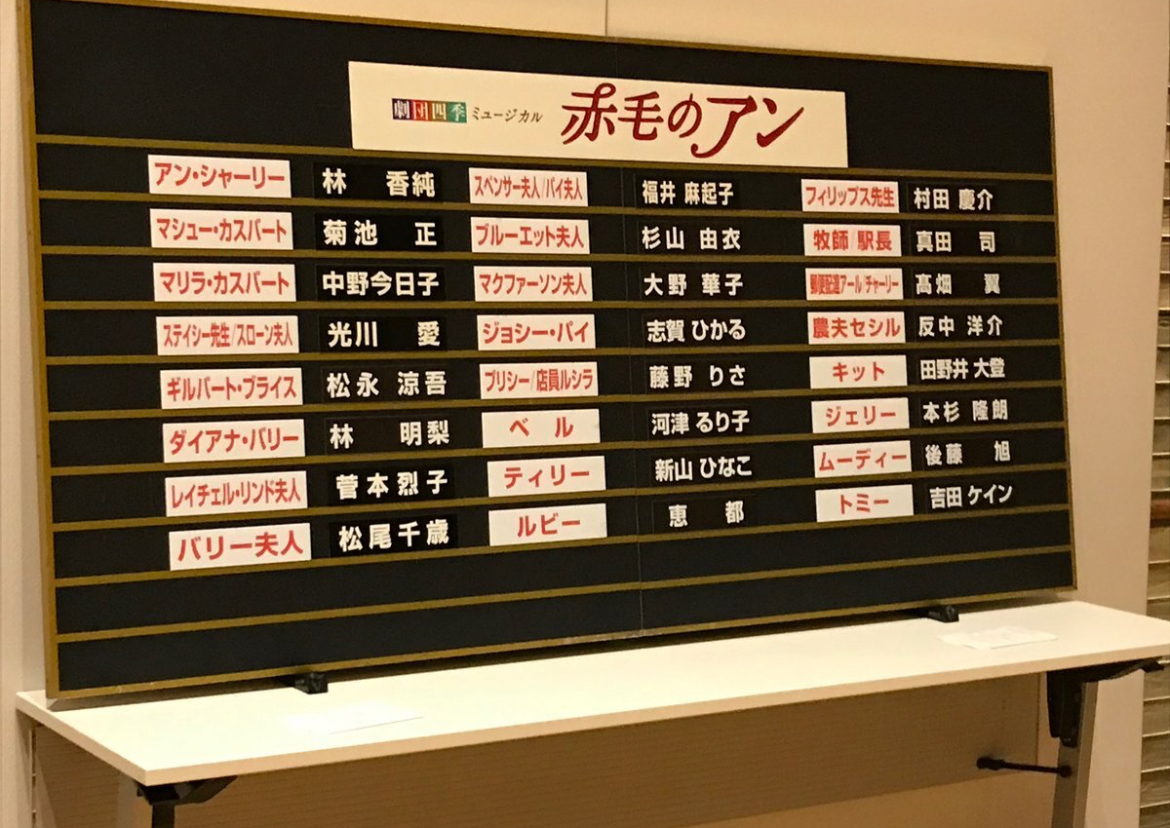 劇団四季 ミュージカル 赤毛のアン
アン・シャーリー 林 香純 スペンサー夫人/パイ夫人 福井 麻起子 フィリップス先生 村田 慶介
マシュー・カスバート 菊池 正 ブルーエット夫人 杉山 由衣 牧師/駅長 真田 司
マリラ・カスバート 中野今日子 マクファーソン夫人 大野 華子 郵便配達アール/チャーリー 髙畑 翼
ステイシー先生/スローン夫人 光川 愛 ジョシー・パイ 志賀 ひかる 農夫セシル 反中 洋介
ギルバート・ブライス 松永 涼吾 プリシー/店員ルシラ 藤野 りさ キット 田野井 大登
ダイアナ・バリー 林 明梨 ベル 河津 るり子 ジェリー 本杉 隆朗
レイチェル・リンド夫人 菅本 烈子 ティリー 新山 ひなこ ムーディー 後藤 旭
バリー夫人 松尾千歳 ルビー 恵 都 トミー 吉田 ケイン